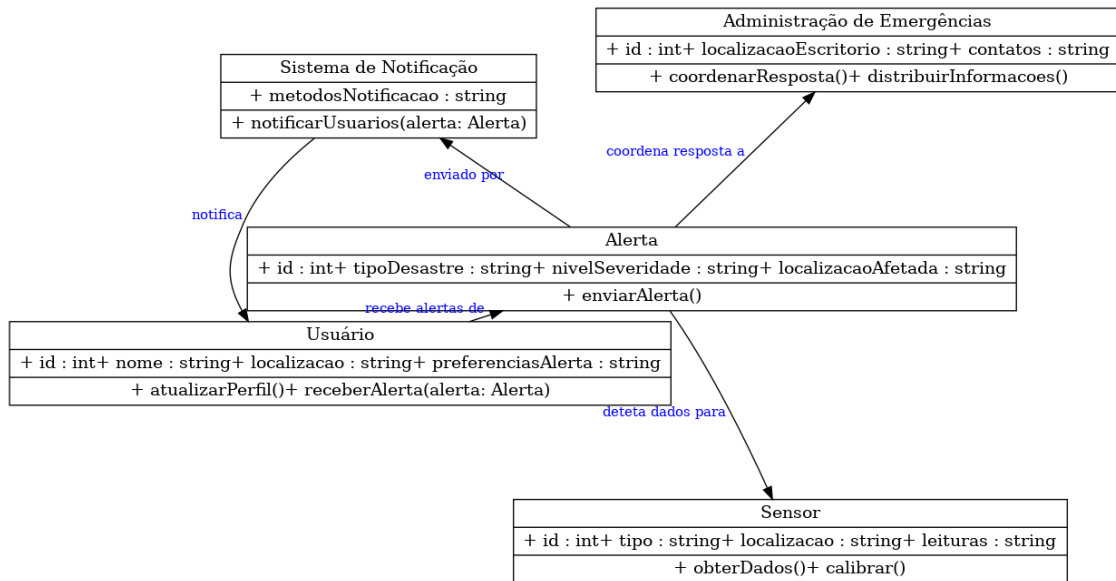 Administração de Emergências
+ id : int+ localizacaoEscritorio : string+ contatos : string
+ coordenarResposta()+ distribuirInformacoes()
Sistema de Notificação
+ metodosNotificacao : string
+ notificarUsuarios(alerta: Alerta)
coordena resposta a
enviado por
notifica
Alerta
+ id : int+ tipoDesastre : string+ nivelSeveridade : string+ localizacaoAfetada : string
+ enviarAlerta()
recebe alertas de
Usuário
+ id : int+ nome : string+ localizacao : string+ preferenciasAlerta : string
+ atualizarPerfil()+ receberAlerta(alerta: Alerta)
deteta dados para
Sensor
+ id : int+ tipo : string+ localizacao : string+ leituras : string
+ obterDados()+ calibrar()